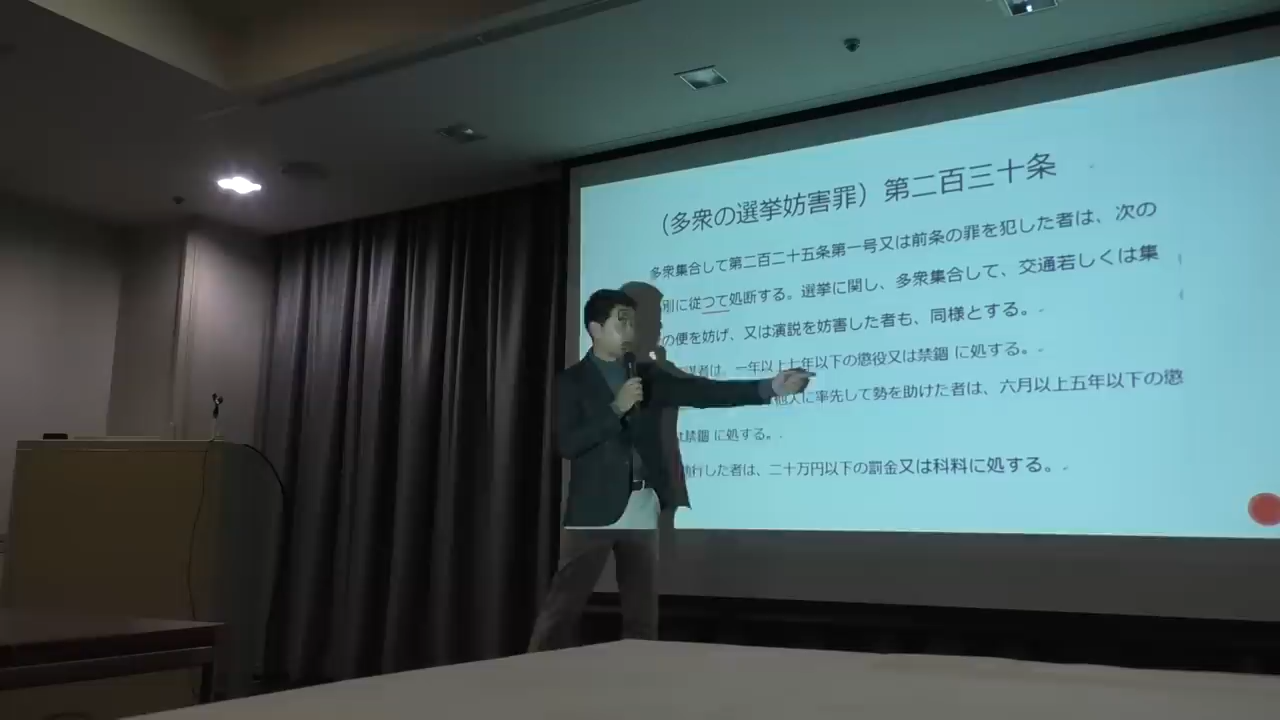 （多衆の選挙妨害罪）第二百三十条
多衆集合して第二百二十五条第一号又は前条の罪を犯した者は、次の
別に従つて処断する。選挙に関し、多衆集合して、交通若しくは集
の便を妨げ、又は演説を妨害した者も、同様とする。
謀者は、一年以上七年以下の懲役又は禁錮 に処する。
他人に率先して勢を助けた者は、六月以上五年以下の懲
は禁錮 に処する。
行した者は、二十万円以下の罰金又は科料に処する。